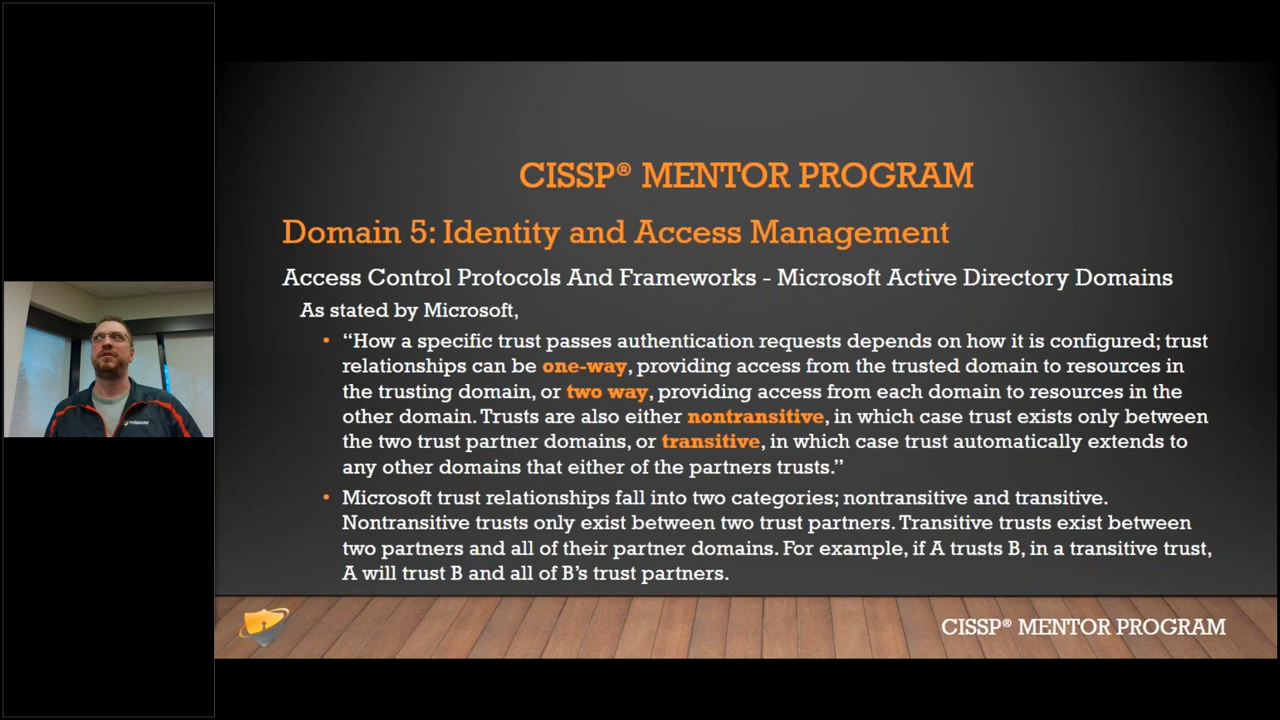 CISSP® MENTOR PROGRAM
Domain 5: Identity and Access Management
Access Control Protocols And Frameworks - Microsoft Active Directory Domains
As stated by Microsoft,
• “How a specific trust passes authentication requests depends on how it is configured; trust
relationships can be one-way, providing access from the trusted domain to resources in
the trusting domain, or two way, providing access from each domain to resources in the
other domain. Trusts are also either nontransitive, in which case trust exists only between
the two trust partner domains, or transitive, in which case trust automatically extends to
any other domains that either of the partners trusts.”
• Microsoft trust relationships fall into two categories; nontransitive and transitive.
Nontransitive trusts only exist between two trust partners. Transitive trusts exist between
two partners and all of their partner domains. For example, if A trusts B, in a transitive trust,
A will trust B and all of B’s trust partners.
CISSP® MENTOR PROGRAM